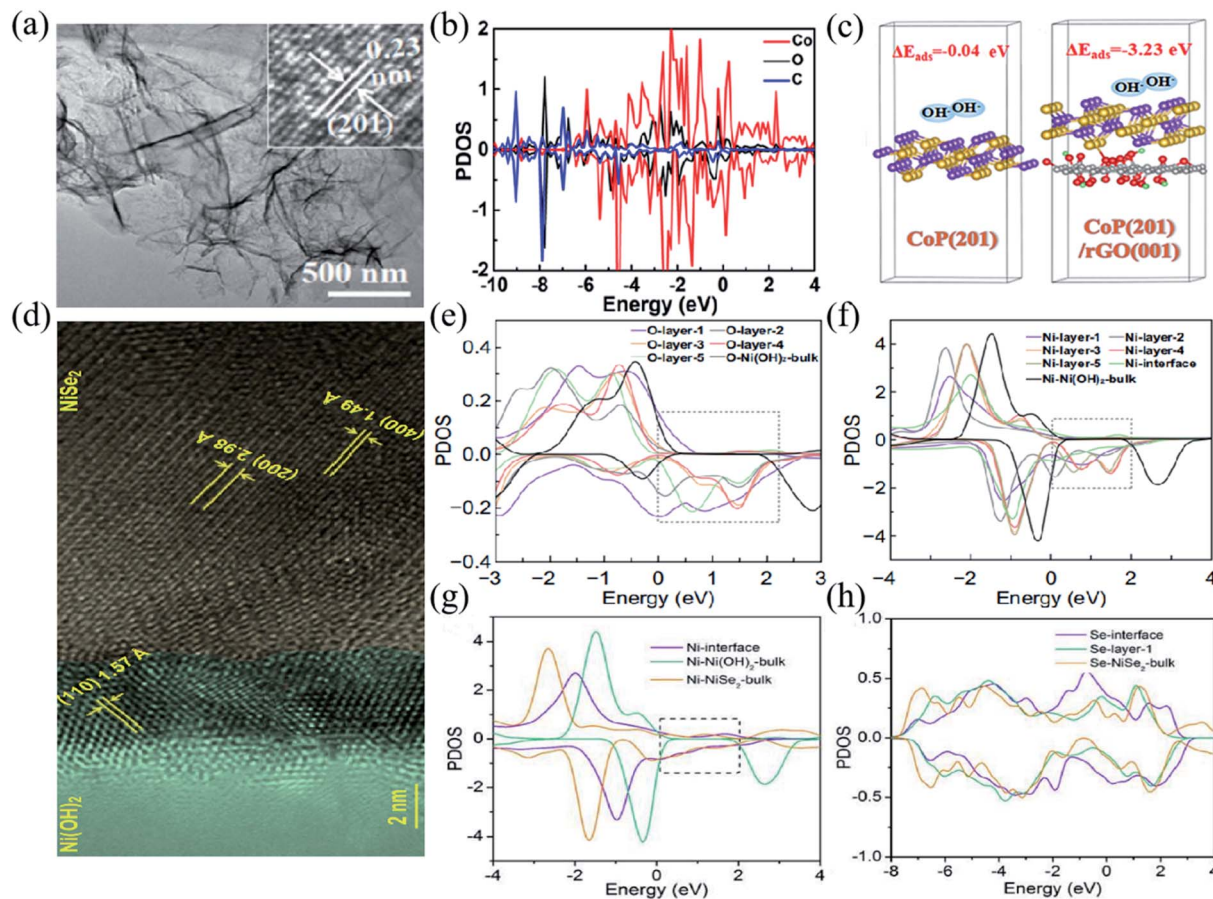 (a)
0.23
nm
(201)
500 nm
(b)
2
1
0
1
2
PDOS
Co
O
C
-10 -8 -6 -4 -2 0 2 4
Energy (eV)
(c)
ΔEads=-0.04 eV
OH- OH-
CoP(201)
ΔEads=-3.23 eV
OH- OH-
CoP(201)
/rGO(001)
(d)
NiSe2
(200) 2.98 A
(400) 1.49 A
(110) 1.57 A
Ni(OH)2
2 nm
(e)
0.4
0.2
0.0
-0.2
-0.4
PDOS
O-layer-1 O-layer-2
O-layer-3 O-layer-4
O-layer-5 O-Ni(OH)2-bulk
-3 -2 -1 0 1 2 3
Energy (eV)
(f)
4
2
0
-2
-4
PDOS
Ni-layer-1 Ni-layer-2
Ni-layer-3 Ni-layer-4
Ni-layer-5 Ni-interface
Ni-Ni(OH)2-bulk
-4 -2 0 2 4
Energy (eV)
(g)
4
2
0
-2
-4
PDOS
Ni-interface
Ni-Ni(OH)2-bulk
Ni-NiSe2-bulk
-4 -2 0 2 4
Energy (eV)
(h)
1.0
0.5
0.0
-0.5
-1.0
PDOS
Se-interface
Se-layer-1
Se-NiSe2-bulk
-8 -6 -4 -2 0 2 4
Energy (eV)